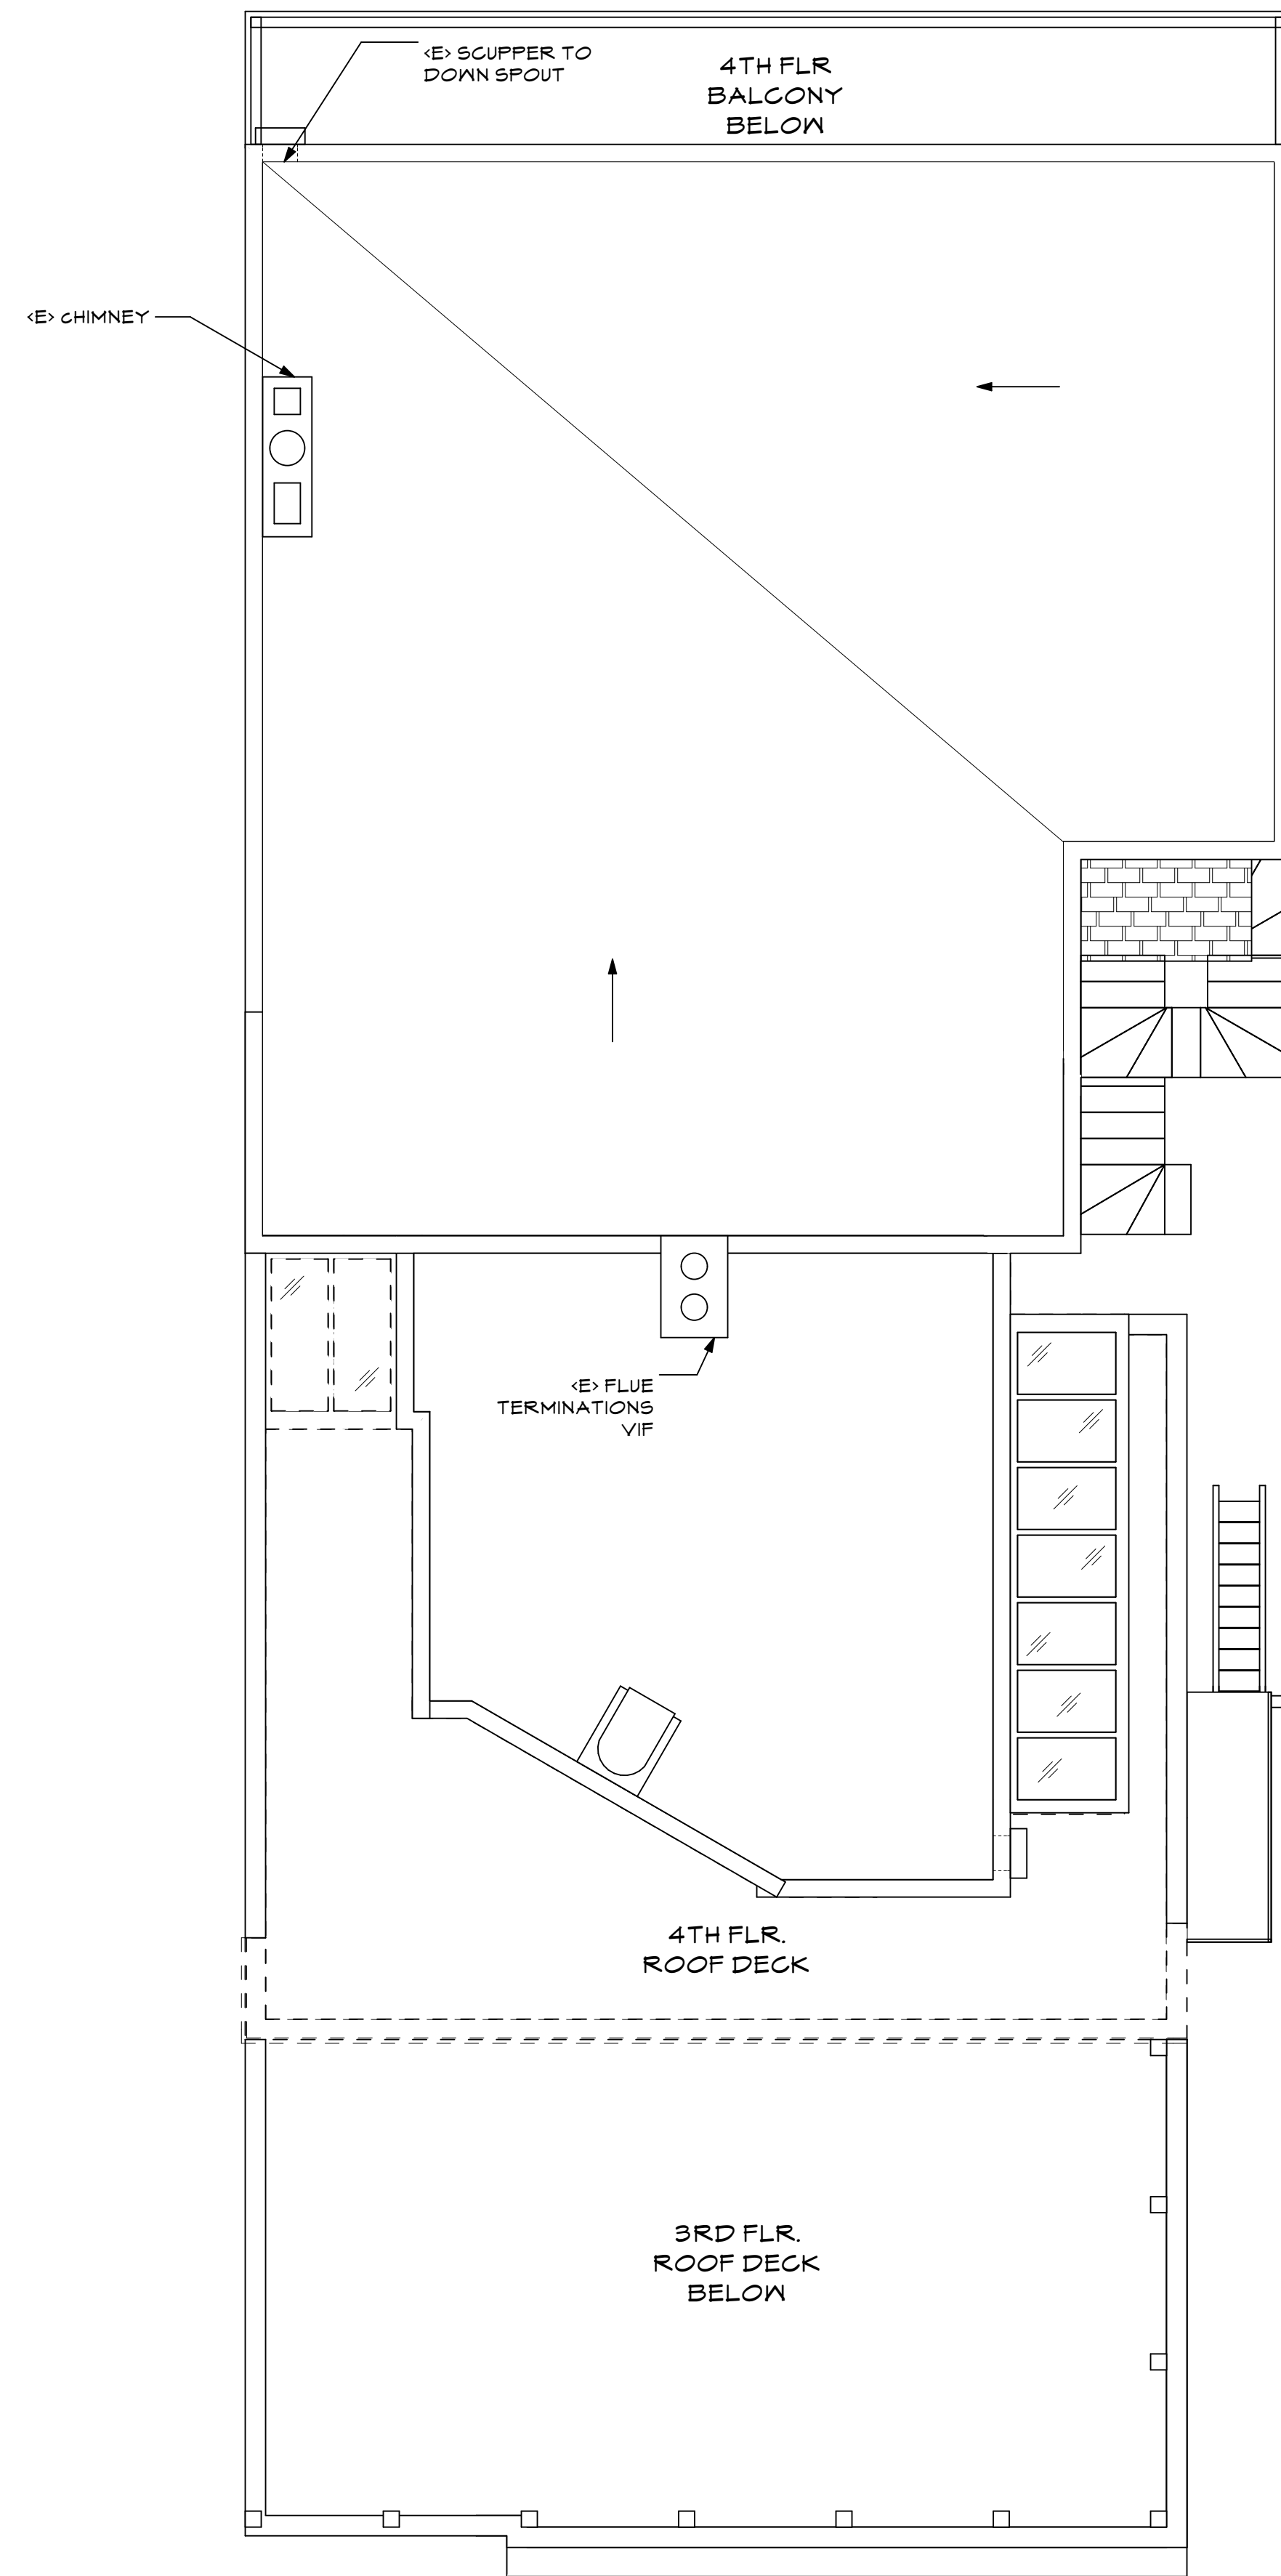 <E> SCUPPER TO
DOWN SPOUT
4TH FLR
BALCONY
BELOW
<E> CHIMNEY
<E> FLUE
TERMINATIONS
VIF
4TH FLR.
ROOF DECK
3RD FLR.
ROOF DECK
BELOW